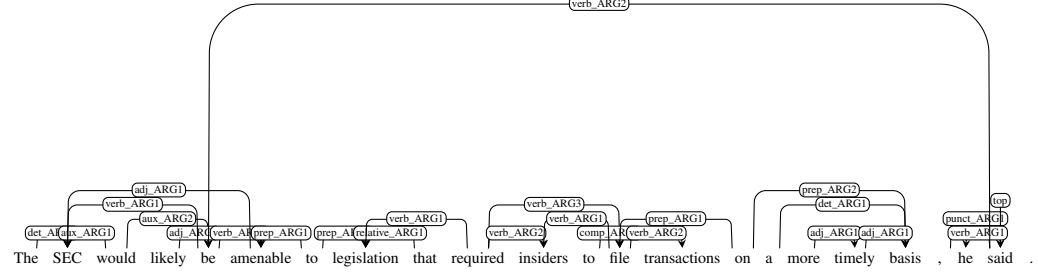 verb_ARG2
adj_ARG1
prep_ARG2
top
verb_ARG1
verb_ARG3
det_ARG1
aux_ARG2
verb_ARG1
verb_ARG1
prep_ARG1
punct_ARG1
aux_ARG1
prep_ARG1
relative_ARG1
verb_ARG2
verb_ARG2
adj_ARG1
adj_ARG1
verb_ARG1
The SEC would likely be amenable to legislation that required insiders to file transactions on a more timely basis , he said .